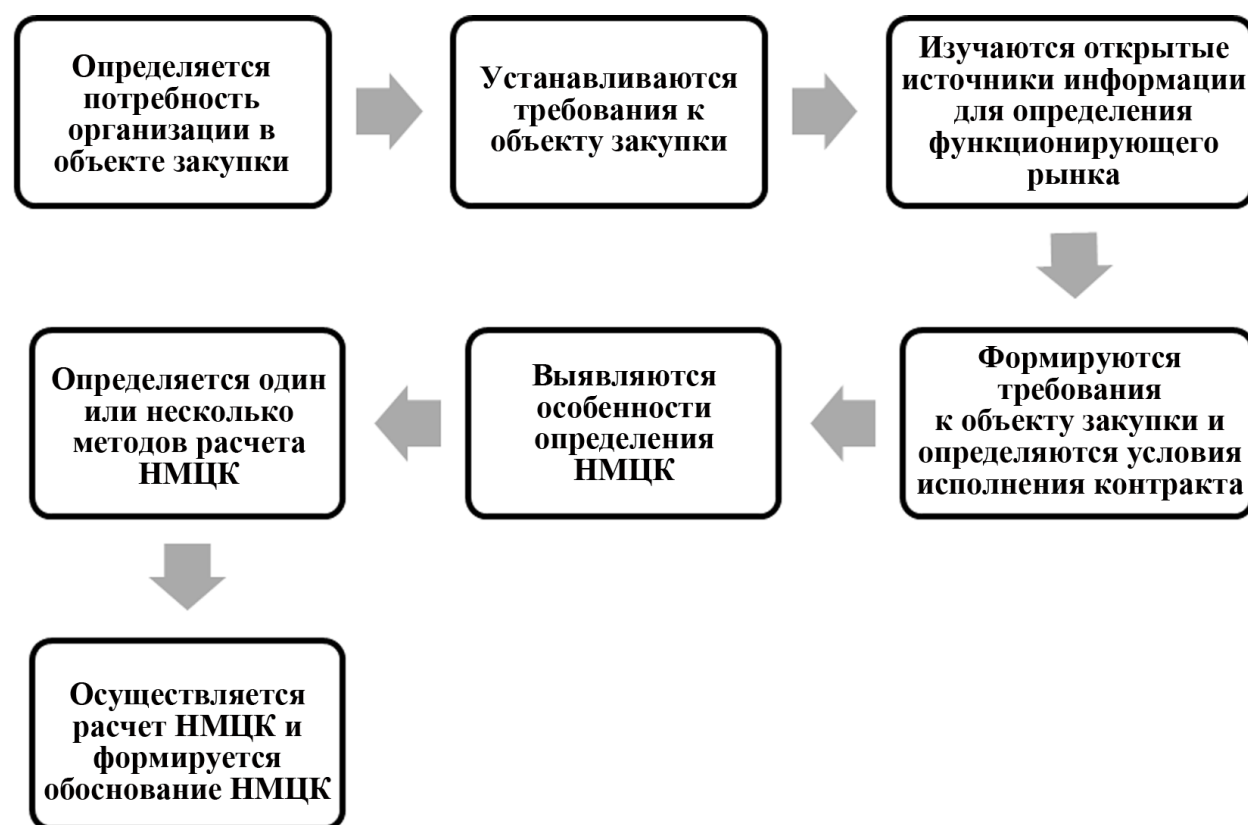 Определяется
потребность
организации в
объекте закупки
Устанавливаются
требования к
объекту закупки
Изучаются открытые
источники информации
для определения
функционирующего
рынка
Формируются
требования
к объекту закупки и
определяются условия
исполнения контракта
Выявляются
особенности
определения
НМЦК
Определяется один
или несколько
методов расчета
НМЦК
Осуществляется
расчет НМЦК и
формируется
обоснование НМЦК